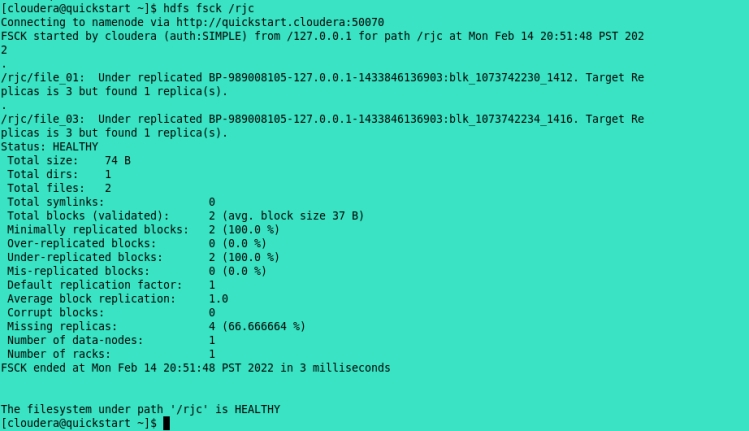 [cloudera@quickstart ~]$ hdfs fsck /rjc
Connecting to namenode via http://quickstart.cloudera:50070
FSCK started by cloudera (auth:SIMPLE) from /127.0.0.1 for path /rjc at Mon Feb 14 20:51:48 PST 202
2
.
/rjc/file_01:  Under replicated BP-989008105-127.0.0.1-1433846136903:blk_1073742230_1412. Target Re
plicas is 3 but found 1 replica(s).
.
/rjc/file_03:  Under replicated BP-989008105-127.0.0.1-1433846136903:blk_1073742234_1416. Target Re
plicas is 3 but found 1 replica(s).
Status: HEALTHY
 Total size:    74 B
 Total dirs:    1
 Total files:   2
 Total symlinks:                0
 Total blocks (validated):      2 (avg. block size 37 B)
 Minimally replicated blocks:   2 (100.0 %)
 Over-replicated blocks:        0 (0.0 %)
 Under-replicated blocks:       2 (100.0 %)
 Mis-replicated blocks:         0 (0.0 %)
 Default replication factor:    1
 Average block replication:     1.0
 Corrupt blocks:                0
 Missing replicas:              4 (66.666664 %)
 Number of data-nodes:          1
 Number of racks:               1
FSCK ended at Mon Feb 14 20:51:48 PST 2022 in 3 milliseconds
The filesystem under path '/rjc' is HEALTHY
[cloudera@quickstart ~]$